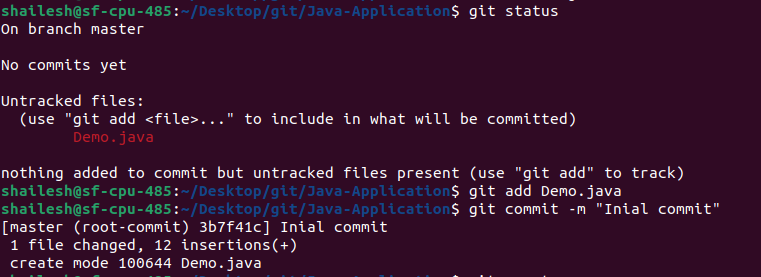 shailesh@sf-cpu-485:~/Desktop/git/Java-Application$ git status
On branch master
No commits yet
Untracked files:
(use "git add <file>..." to include in what will be committed)
Demo.java
nothing added to commit but untracked files present (use "git add" to track)
shailesh@sf-cpu-485:~/Desktop/git/Java-Application$ git add Demo.java
shailesh@sf-cpu-485:~/Desktop/git/Java-Application$ git commit -m "Inial commit"
[master (root-commit) 3b7f41c] Inial commit
1 file changed, 12 insertions(+)
create mode 100644 Demo.java